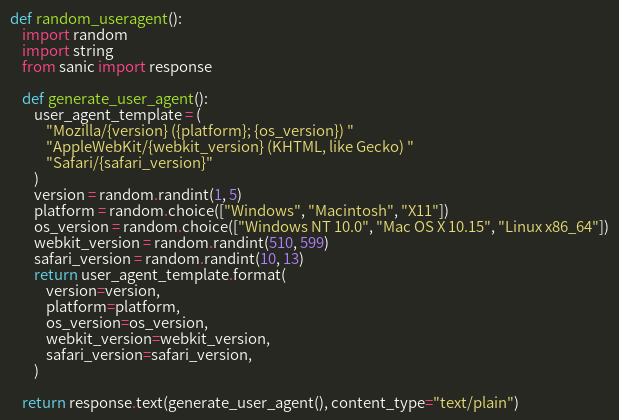 def random_useragent():
    import random
    import string
    from sanic import response

    def generate_user_agent():
        user_agent_template = (
            "Mozilla/{version} ({platform}; {os_version}) "
            "AppleWebKit/{webkit_version} (KHTML, like Gecko) "
            "Safari/{safari_version}"
        )
        version = random.randint(1, 5)
        platform = random.choice(["Windows", "Macintosh", "X11"])
        os_version = random.choice(["Windows NT 10.0", "Mac OS X 10.15", "Linux x86_64"])
        webkit_version = random.randint(510, 599)
        safari_version = random.randint(10, 13)
        return user_agent_template.format(
            version=version,
            platform=platform,
            os_version=os_version,
            webkit_version=webkit_version,
            safari_version=safari_version,
        )

    return response.text(generate_user_agent(), content_type="text/plain")